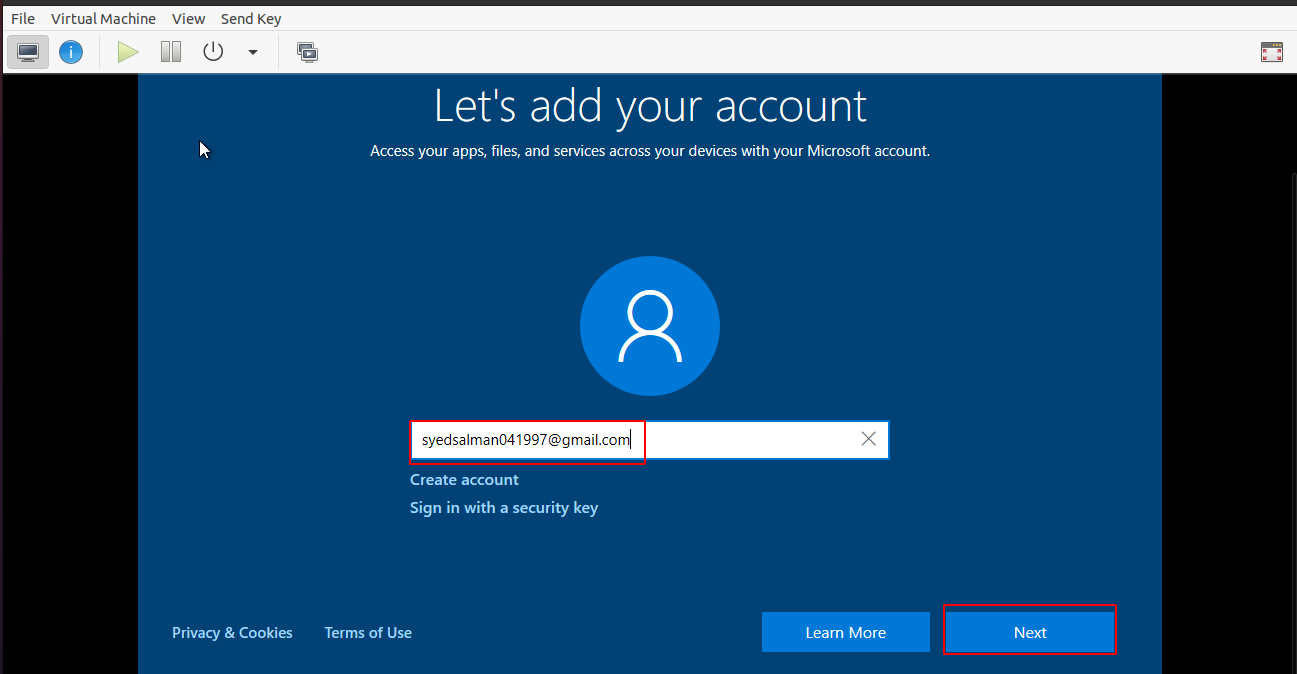 File Virtual Machine View Send Key
i
Let's add your account
Access your apps, files, and services across your devices with your Microsoft account.
syedsalman041997@gmail.com
Create account
Sign in with a security key
Privacy & Cookies Terms of Use Learn More Next